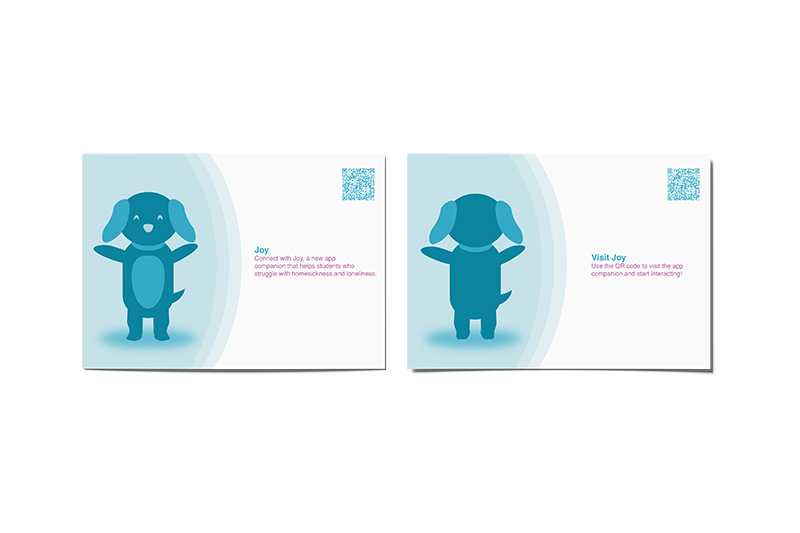 Joy
Connect with Joy, a new app
companion that helps students who
struggle with homesickness and loneliness.
Visit Joy
Use the QR code to visit the app
companion and start interacting!